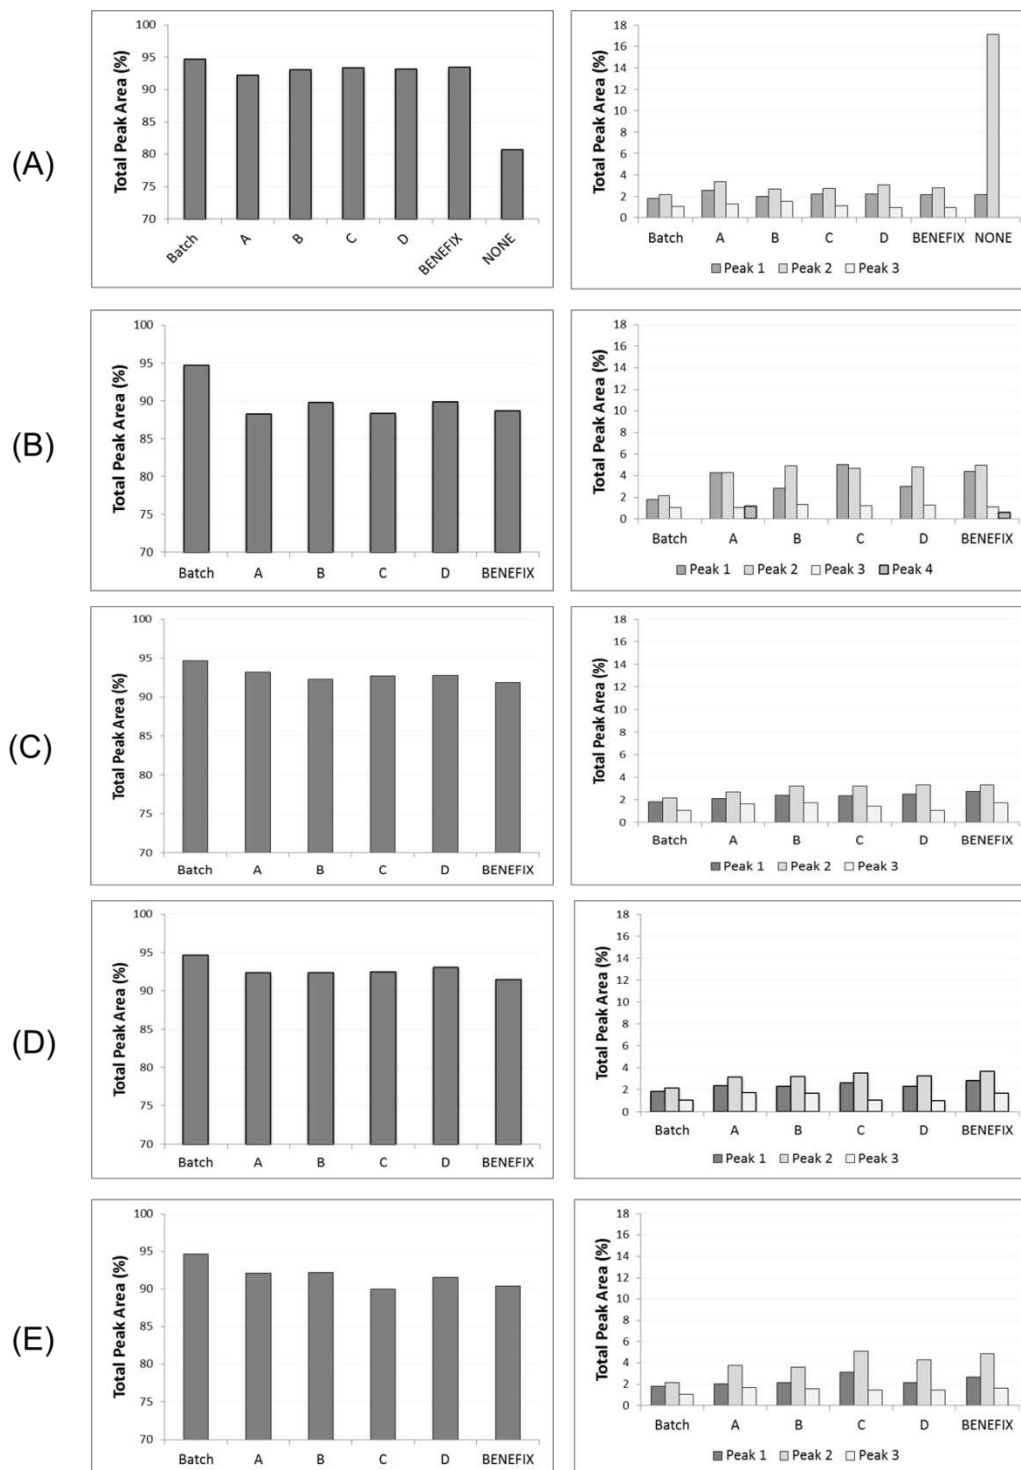 (A)
Total Peak Area (%)
100
95
90
85
80
75
70
Batch A B C D BENEFIX NONE
Total Peak Area (%)
18
16
14
12
10
8
6
4
2
0
Batch A B C D BENEFIX NONE
Peak 1 Peak 2 Peak 3
(B)
Total Peak Area (%)
100
95
90
85
80
75
70
Batch A B C D BENEFIX
Total Peak Area (%)
18
16
14
12
10
8
6
4
2
0
Batch A B C D BENEFIX
Peak 1 Peak 2 Peak 3 Peak 4
(C)
Total Peak Area (%)
100
95
90
85
80
75
70
Batch A B C D BENEFIX
Total Peak Area (%)
18
16
14
12
10
8
6
4
2
0
Batch A B C D BENEFIX
Peak 1 Peak 2 Peak 3
(D)
Total Peak Area (%)
100
95
90
85
80
75
70
Batch A B C D BENEFIX
Total Peak Area (%)
18
16
14
12
10
8
6
4
2
0
Batch A B C D BENEFIX
Peak 1 Peak 2 Peak 3
(E)
Total Peak Area (%)
100
95
90
85
80
75
70
Batch A B C D BENEFIX
Total Peak Area (%)
18
16
14
12
10
8
6
4
2
0
Batch A B C D BENEFIX
Peak 1 Peak 2 Peak 3